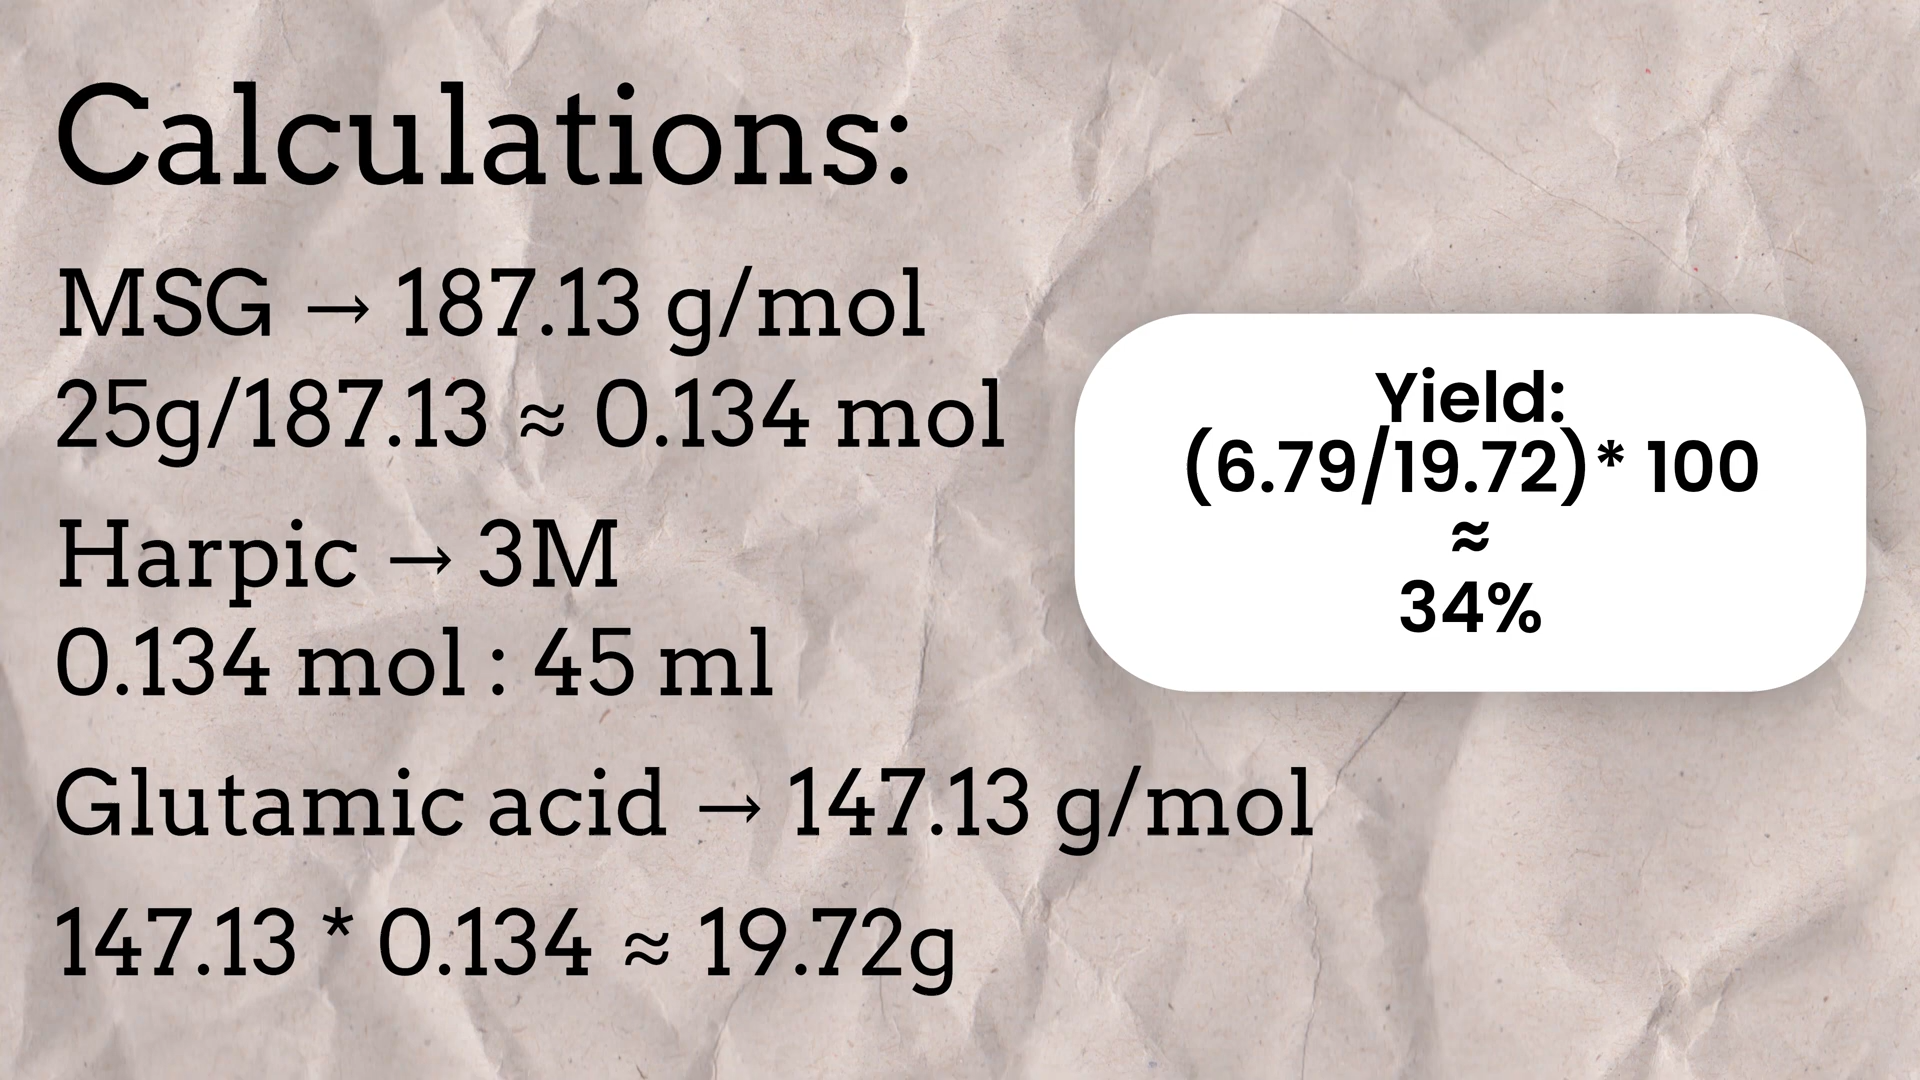 Calculations:
MSG → 187.13 g/mol
25g/187.13 ≈ 0.134 mol
Harpic → 3M
0.134 mol : 45 ml
Glutamic acid → 147.13 g/mol
147.13 * 0.134 ≈ 19.72g
Yield:
(6.79/19.72)* 100
≈
34%